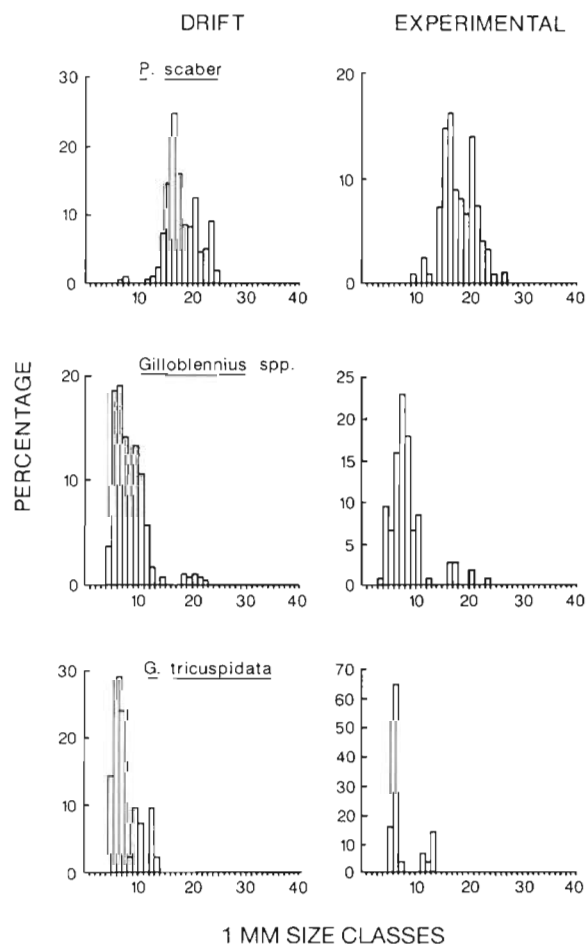 DRIFT EXPERIMENTAL
P. scaber
30 20
20
10
10
0 0
10 20 30 40 10 20 30 40
Gilloblennius spp.
20 25
20
15
10
10
5
0 0
10 20 30 40 10 20 30 40
PERCENTAGE
G. tricuspidata
30 70
60
20 50
40
30
10 20
10
0 0
10 20 30 40 10 20 30 40
1 MM SIZE CLASSES